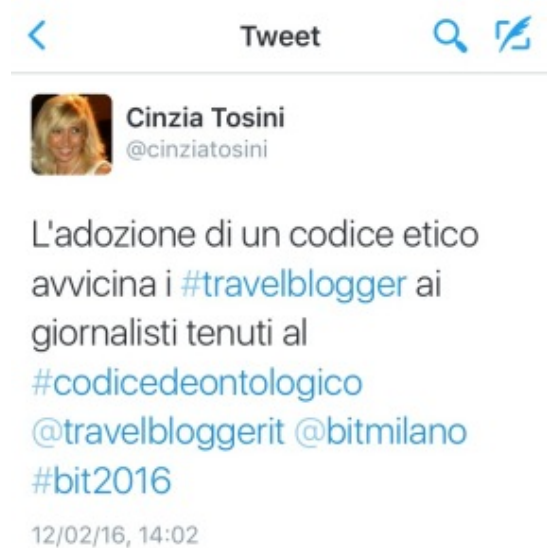 Tweet
Cinzia Tosini
@cinziatosini
L'adozione di un codice etico
avvicina i #travelblogger ai
giornalisti tenuti al
#codicedeontologico
@travelbloggerit @bitmilano
#bit2016
12/02/16, 14:02